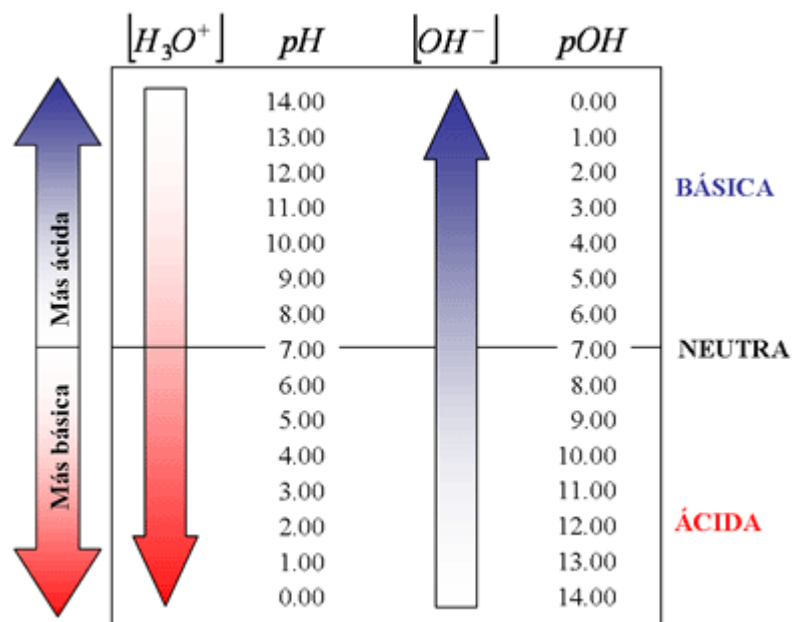 [H₃O⁺] pH [OH⁻] pOH
14.00 0.00
13.00 1.00
12.00 2.00
BÁSICA
11.00 3.00
10.00 4.00
9.00 5.00
8.00 6.00
Más ácida
7.00 7.00 NEUTRA
6.00 8.00
5.00 9.00
4.00 10.00
Más básica
3.00 11.00
2.00 12.00 ÁCIDA
1.00 13.00
0.00 14.00